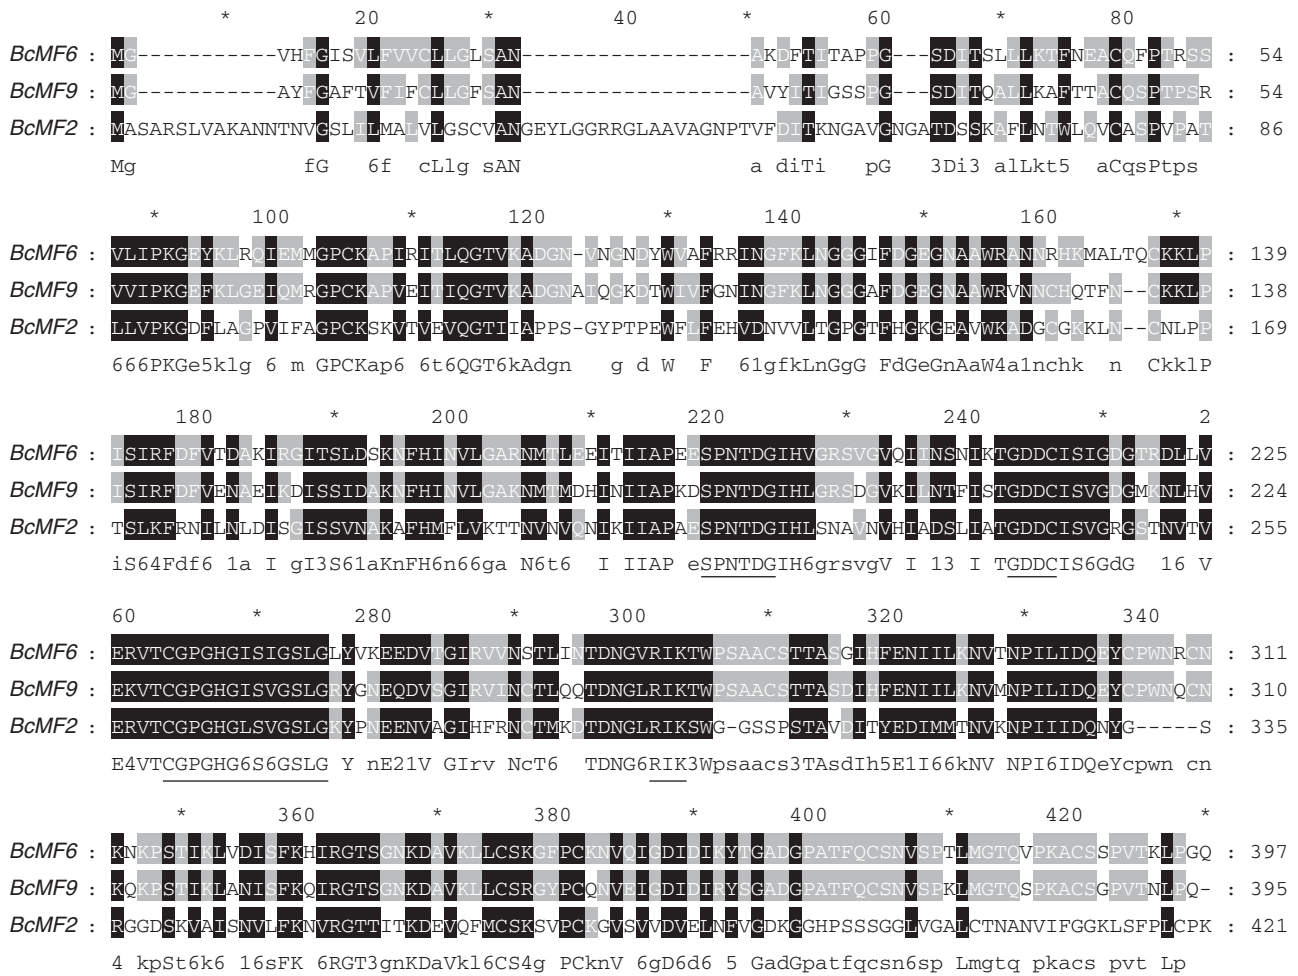 * 20 * 40 * 60 * 80
BcMF6 : MG-----------VHFGISVLFVVCLLGLSAN------------------AKDFTITAPPG---SDITSLLLKTFNEACQFPTRSS : 54
BcMF9 : MG-----------AYFGAFTVFIFCLLGFSAN------------------AVYITIGSSPG---SDITQALLKAFTTACQSPTPSR : 54
BcMF2 : MASARSLVAKANNTNVGSLILMALVLGSCVANGEYLGGRRGLAAVAGNPTVFDITKNGAVGNGATDSSKAFLNTWLQVCASPVPAT : 86
Mg fG 6f cLlg sAN a diTi pG 3Di3 alLkt5 aCqsPtps
* 100 * 120 * 140 * 160 *
BcMF6 : VLIPKGEYKLRQIEMMGPCKAPIRITLQGTVKADGN-VNGNDYWVAFRRINGFKLNGGGIFDGEGNAAWRANNRHKMALTQCKKLP : 139
BcMF9 : VVIPKGEFKLGEIQMRGPCKAPVEITIQGTVKADGNAIQGKDTWIVFGNINGFKLNGGGAFDGEGNAAWRVNNCHQTFN--CKKLP : 138
BcMF2 : LLVPKGDFLAGPVIFAGPCKSKVTVEVQGTIIAPPS-GYPTPEWFLFEHVDNVVLTGPGTFHGKGEAVWKADGCGKKLN--CNLPP : 169
666PKGe5klg 6 m GPCKap6 6t6QGT6kAdgn g d W F 61gfkLnGgG FdGeGnAaW4a1nchk n CkklP
180 * 200 * 220 * 240 * 2
BcMF6 : ISIRFDFVTDAKIRGITSLDSKNFHINVLGARNMTLEEITIIAPEESPNTDGIHVGRSVGVQIINSNIKTGDDCISIGDGTRDLLV : 225
BcMF9 : ISIRFDFVENAEIKDISSIDAKNFHINVLGAKNMTMDHINIIAPKDSPNTDGIHLGRSDGVKILNTFISTGDDCISVGDGMKNLHV : 224
BcMF2 : TSLKFRNILNLDISGISSVNAKAFHMFLVKTTNVNVQNIKIIAPAESPNTDGIHLSNAVNVHIADSLIATGDDCISVGRGSTNVTV : 255
iS64Fdf6 1a I gI3S61aKnFH6n66ga N6t6 I IIAP eSPNTDGIH6grsvgV I 13 I TGDDCIS6GdG 16 V
60 * 280 * 300 * 320 * 340
BcMF6 : ERVTCGPGHGISIGSLGLYVKEEDVTGIRVVNSTLINTDNGVRIKTWPSAACSTTASGIHFENIILKNVTNPILIDQEYCPWNRCN : 311
BcMF9 : EKVTCGPGHGISVGSLGRYGNEQDVSGIRVINCTLQQTDNGLRIKTWPSAACSTTASDIHFENIILKNVMNPILIDQEYCPWNQCN : 310
BcMF2 : ERVTCGPGHGLSVGSLGKYPNEENVAGIHFRNCTMKDTDNGLRIKSWG-GSSPSTAVDITYEDIMMTNVKNPIIIDQNYG-----S : 335
E4VTCGPGHG6S6GSLG Y nE21V GIrv NcT6 TDNG6RIK3Wpsaacs3TAsdIh5E1I66kNV NPI6IDQeYcpwn cn
* 360 * 380 * 400 * 420 *
BcMF6 : KNKPSTIKLVDISFKHIRGTSGNKDAVKLLCSKGFPCKNVQIGDIDIKYTGADGPATFQCSNVSPTLMGTQVPKACSSPVTKLPGQ : 397
BcMF9 : KQKPSTIKLANISFKQIRGTSGNKDAVKLLCSRGYPCQNVEIGDIDIRYSGADGPATFQCSNVSPKLMGTQSPKACSGPVTNLPQ- : 395
BcMF2 : RGGDSKVAISNVLFKNVRGTTITKDEVQFMCSKSVPCKGVSVVDVELNFVGDKGGHPSSSGGLVGALCTNANVIFGGKLSFPLCPK : 421
4 kpSt6k6 16sFK 6RGT3gnKDaVkl6CS4g PCknV 6gD6d6 5 GadGpatfqcsn6sp Lmgtq pkacs pvt Lp